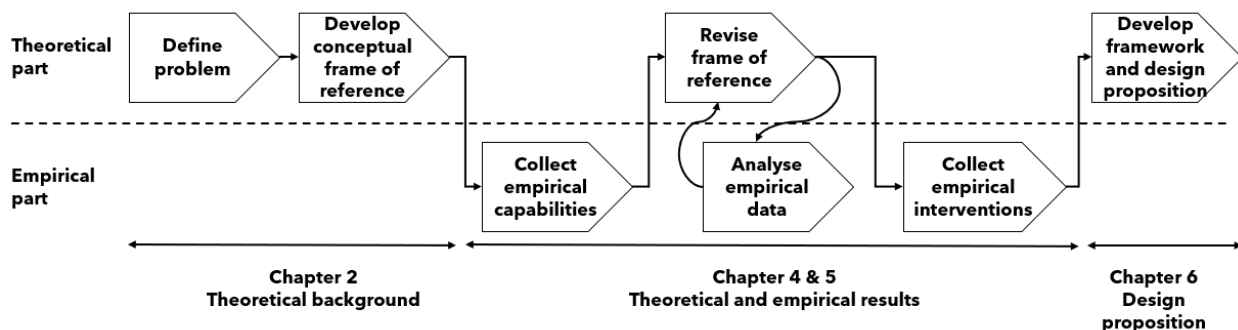 Theoretical
part
Define
problem
Develop
conceptual
frame of
reference
Revise
frame of
reference
Develop
framework
and design
proposition
Empirical
part
Collect
empirical
capabilities
Analyse
empirical
data
Collect
empirical
interventions
Chapter 2
Theoretical background
Chapter 4 & 5
Theoretical and empirical results
Chapter 6
Design
proposition